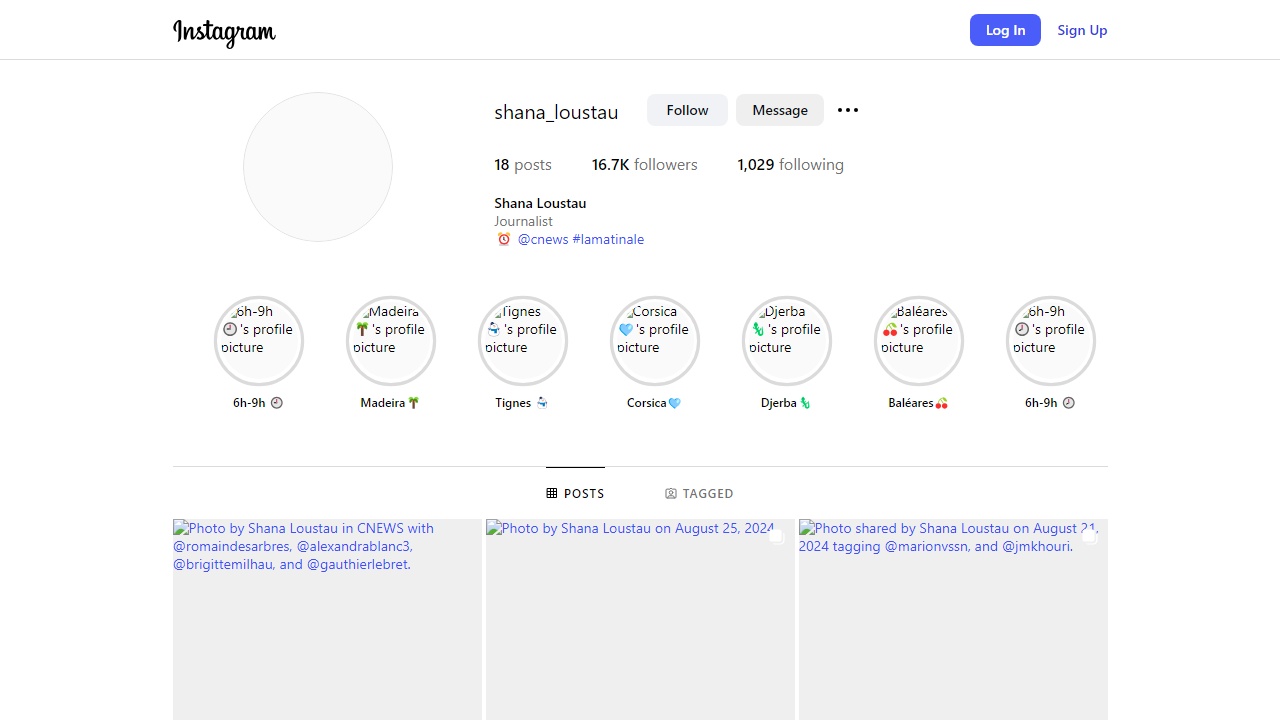 Instagram
Log In
Sign Up
shana_loustau
Follow
Message
18 posts
16.7K followers
1,029 following
Shana Loustau
Journalist
⏰ @cnews #lamatinale
6h-9h
🕗's profile
picture
Madeira
🌴's profile
picture
Tignes
⛷️'s profile
picture
Corsica
🩵's profile
picture
Djerba
🦎's profile
picture
Baléares
🍒's profile
picture
6h-9h
🕗's profile
picture
6h-9h 🕗
Madeira🌴
Tignes ⛄
Corsica🩵
Djerba🦎
Baléares🍒
6h-9h 🕗
POSTS
TAGGED
Photo by Shana Loustau in CNEWS with
@romaindesarbres, @alexandrablanc3,
@brigittemilhau, and @gauthierlebret.
Photo by Shana Loustau on August 25, 2024.
Photo shared by Shana Loustau on August 21,
2024 tagging @marionvssn, and @jmkhouri.